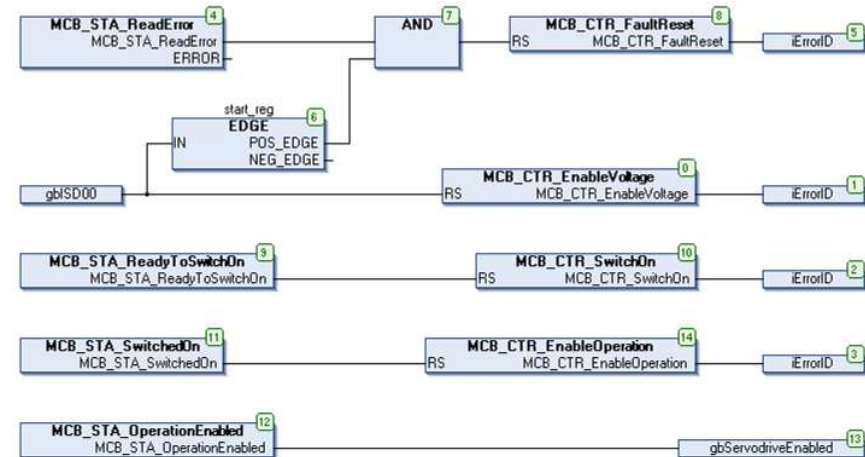 4
MCB_STA_ReadError
MCB_STA_ReadError
ERROR
7
AND
8
MCB_CTR_FaultReset
RS MCB_CTR_FaultReset
5
iErrorID
start_reg
6
EDGE
IN POS_EDGE
NEG_EDGE
gbISD00
0
MCB_CTR_EnableVoltage
RS MCB_CTR_EnableVoltage
1
iErrorID
9
MCB_STA_ReadyToSwitchOn
MCB_STA_ReadyToSwitchOn
10
MCB_CTR_SwitchOn
RS MCB_CTR_SwitchOn
2
iErrorID
11
MCB_STA_SwitchedOn
MCB_STA_SwitchedOn
14
MCB_CTR_EnableOperation
RS MCB_CTR_EnableOperation
3
iErrorID
12
MCB_STA_OperationEnabled
MCB_STA_OperationEnabled
13
gbServodriveEnabled